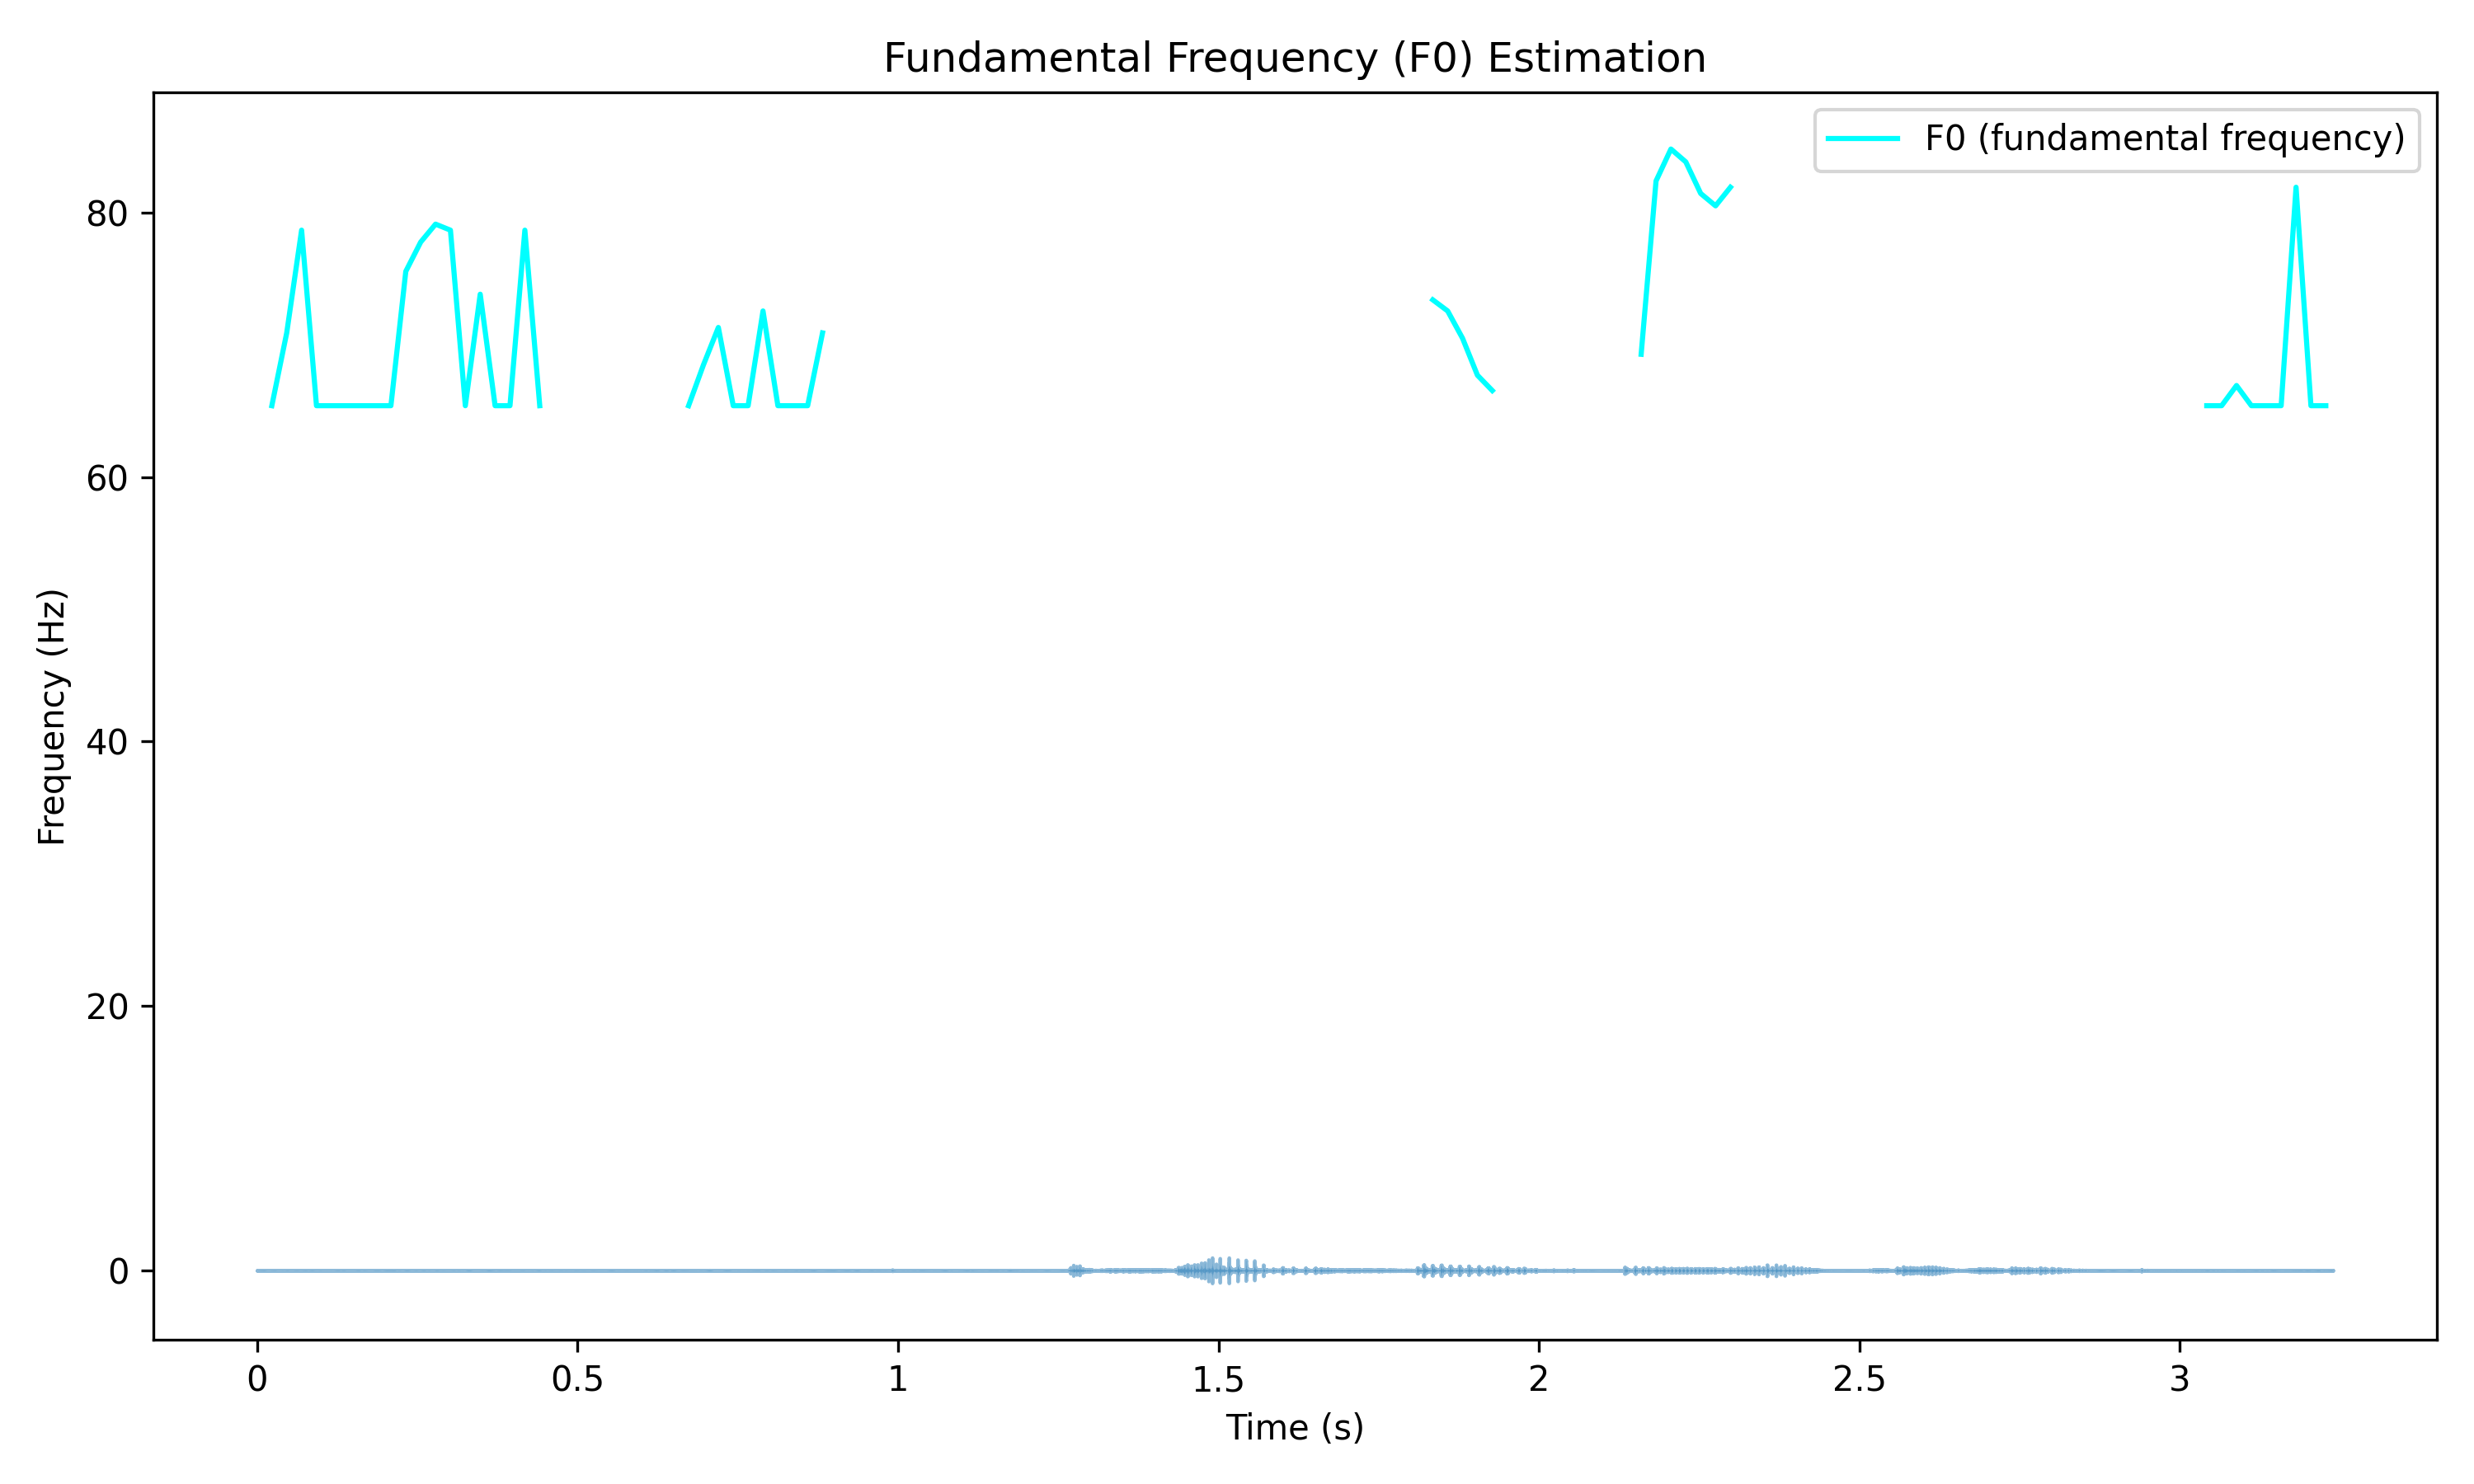 Fundamental Frequency (F0) Estimation
F0 (fundamental frequency)
80
60
40
20
0
Frequency (Hz)
0 0.5 1 1.5 2 2.5 3
Time (s)